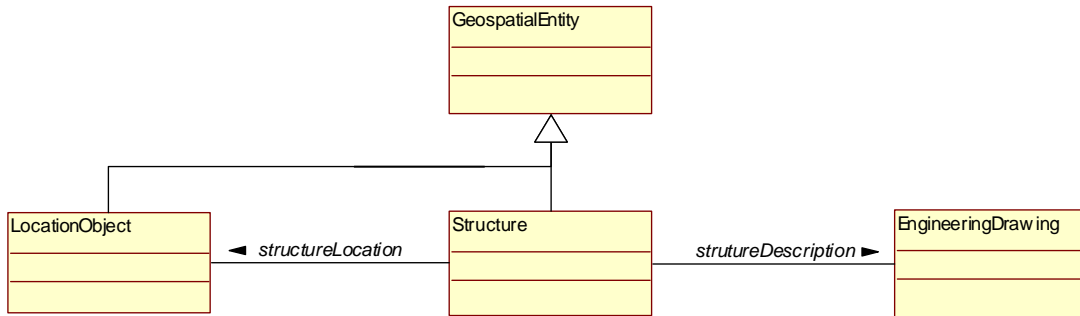 GeospatialEntity
LocationObject
Structure
EngineeringDrawing
structureLocation
strutureDescription